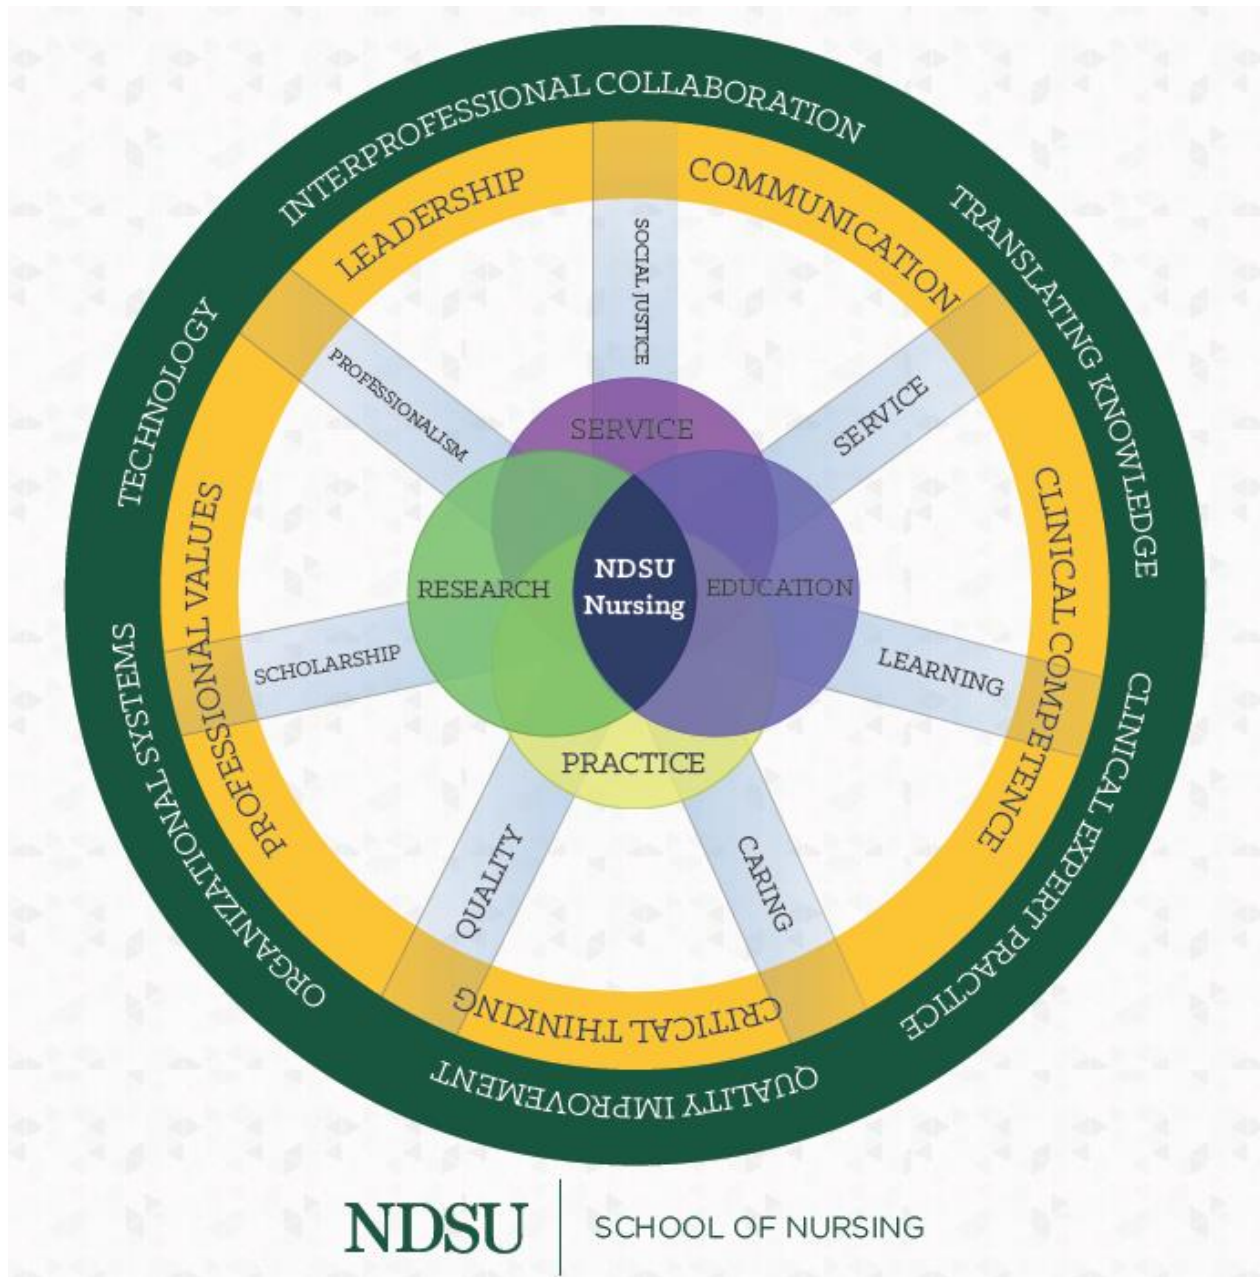 INTERPROFESSIONAL COLLABORATION
TRANSLATING KNOWLEDGE
CLINICAL EXPERT PRACTICE
QUALITY IMPROVEMENT
ORGANIZATIONAL SYSTEMS
TECHNOLOGY
LEADERSHIP
COMMUNICATION
CLINICAL COMPETENCE
CRITICAL THINKING
PROFESSIONAL VALUES
SOCIAL JUSTICE
SERVICE
LEARNING
CARING
QUALITY
SCHOLARSHIP
PROFESSIONALISM
SERVICE
RESEARCH
NDSU
Nursing
EDUCATION
PRACTICE
NDSU
SCHOOL OF NURSING